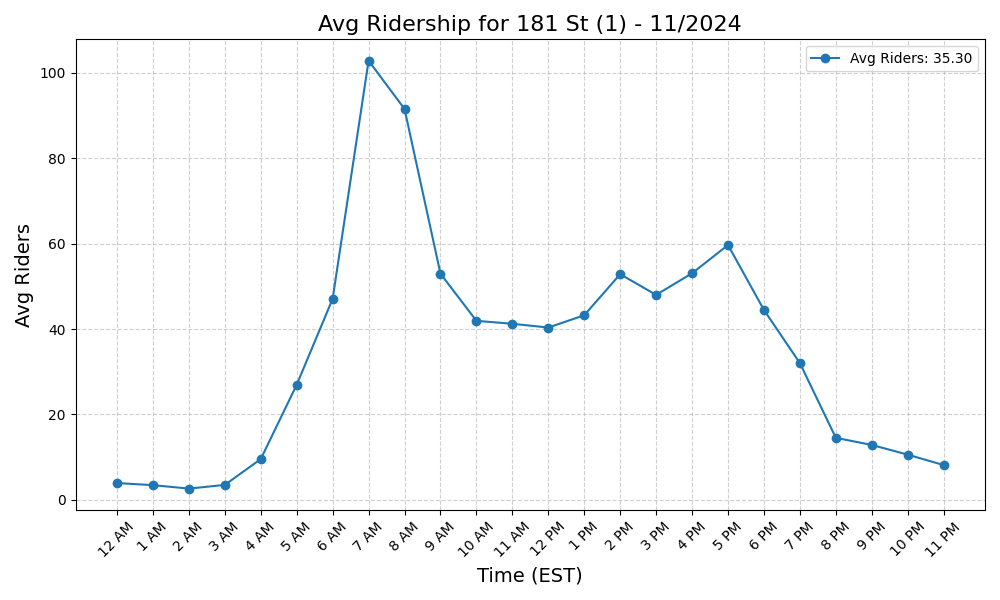 Avg Ridership for 181 St (1) - 11/2024
Avg Riders: 35.30
Avg Riders
100
80
60
40
20
0
12 AM
1 AM
2 AM
3 AM
4 AM
5 AM
6 AM
7 AM
8 AM
9 AM
10 AM
11 AM
12 PM
1 PM
2 PM
3 PM
4 PM
5 PM
6 PM
7 PM
8 PM
9 PM
10 PM
11 PM
Time (EST)